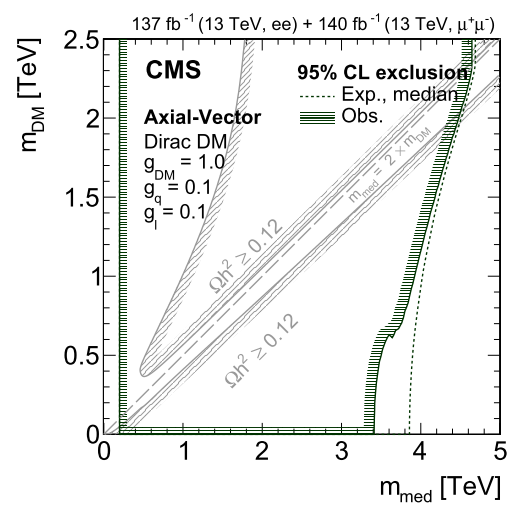 137 fb⁻¹ (13 TeV, ee) + 140 fb⁻¹ (13 TeV, μ⁺μ⁻)
CMS
95% CL exclusion
Exp., median
Obs.
Axial-Vector
Dirac DM
g_DM = 1.0
g_q = 0.1
g_l = 0.1
m_med = 2 × m_DM
Ωh² ≥ 0.12
Ωh² ≥ 0.12
m_DM [TeV]
2.5
2
1.5
1
0.5
0
0 1 2 3 4 5
m_med [TeV]